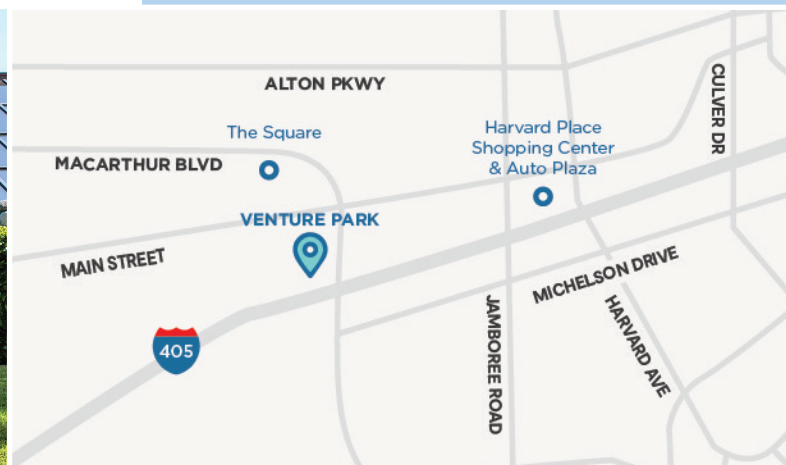 ALTON PKWY
CULVER DR
The Square
Harvard Place
Shopping Center
& Auto Plaza
MACARTHUR BLVD
VENTURE PARK
MAIN STREET
MICHELSON DRIVE
JAMBOREE ROAD
HARVARD AVE
405